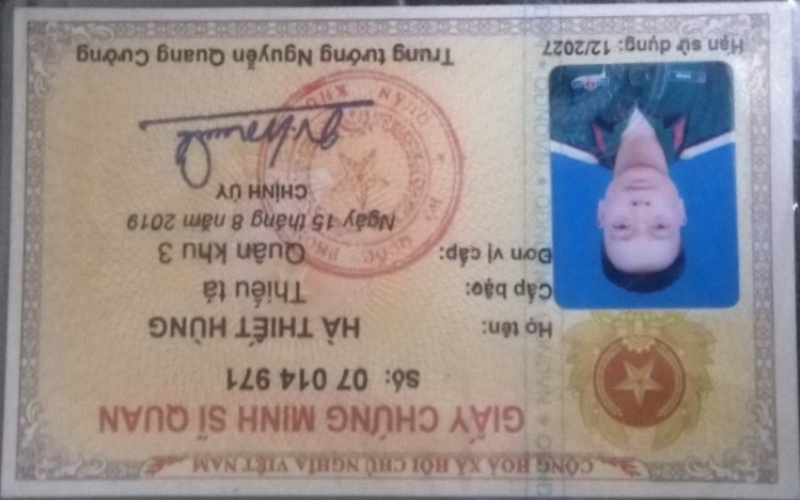 CỘNG HOÀ XÃ HỘI CHỦ NGHĨA VIỆT NAM
GIẤY CHỨNG MINH SĨ QUAN
Số: 07 014 971
Họ tên: HÀ THIẾT HÙNG
Cấp bậc: Thiếu tá
Đơn vị cấp: Quân khu 3
Ngày 15 tháng 8 năm 2019
CHÍNH ỦY
Hạn sử dụng: 12/2027
Trung tướng Nguyễn Quang Cường